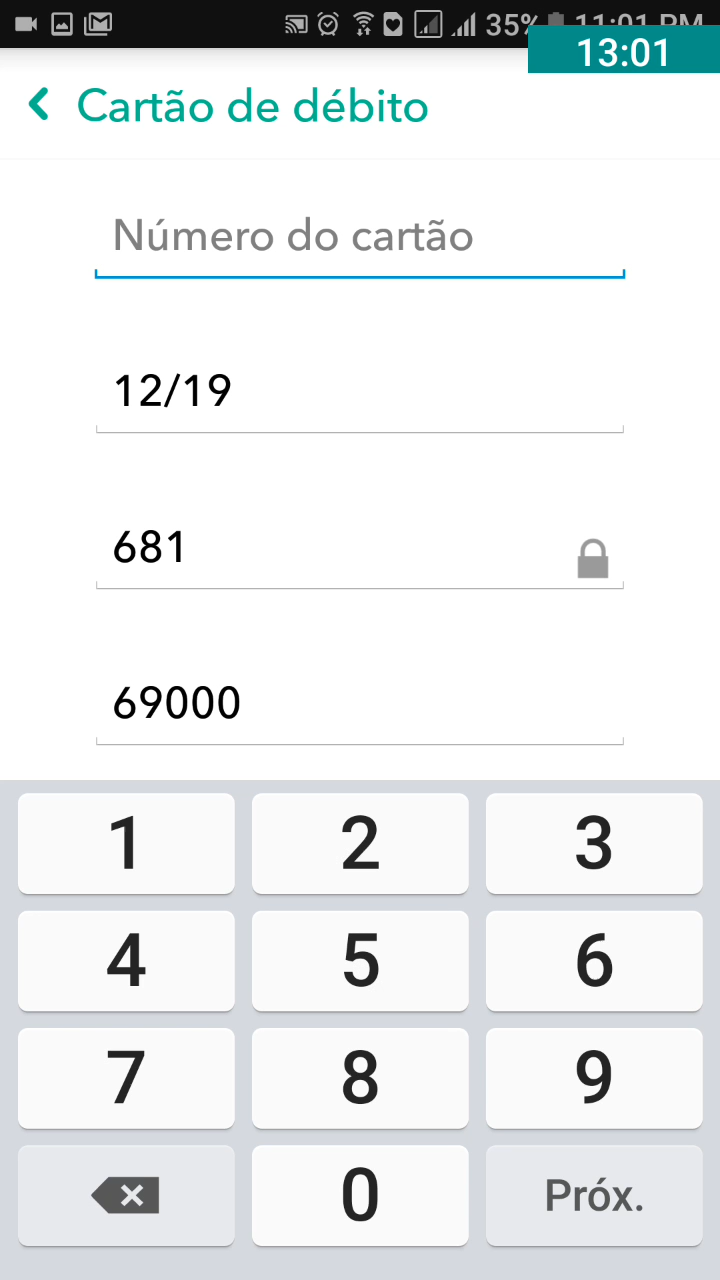 35%
13:01
Cartão de débito
Número do cartão
12/19
681
69000
1 2 3
4 5 6
7 8 9
0 Próx.